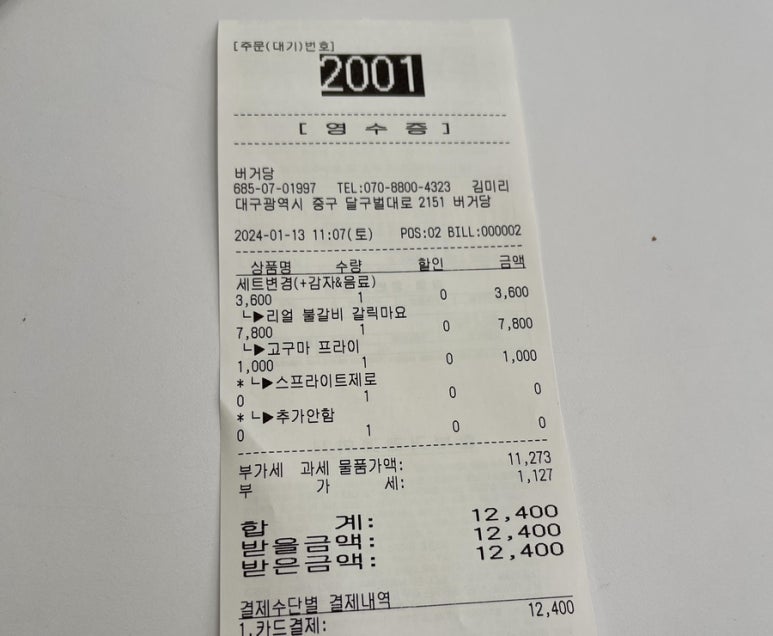 [주문(대기)번호]
2001
[ 영 수 증 ]
버거당
685-07-01997 TEL:070-8800-4323 김미리
대구광역시 중구 달구벌대로 2151 버거당
2024-01-13 11:07(토) POS:02 BILL:000002
상품명 수량 할인 금액
세트변경(+감자&음료)
3,600 1 0 3,600
└▶리얼 불갈비 갈릭마요
7,800 1 0 7,800
└▶고구마 프라이
1,000 1 0 1,000
* └▶스프라이트제로
0 1 0 0
* └▶추가안함
0 1 0 0
부가세 과세 물품가액: 11,273
부 가 세: 1,127
합 계: 12,400
받을금액: 12,400
받은금액: 12,400
결제수단별 결제내역
1.카드결제: 12,400